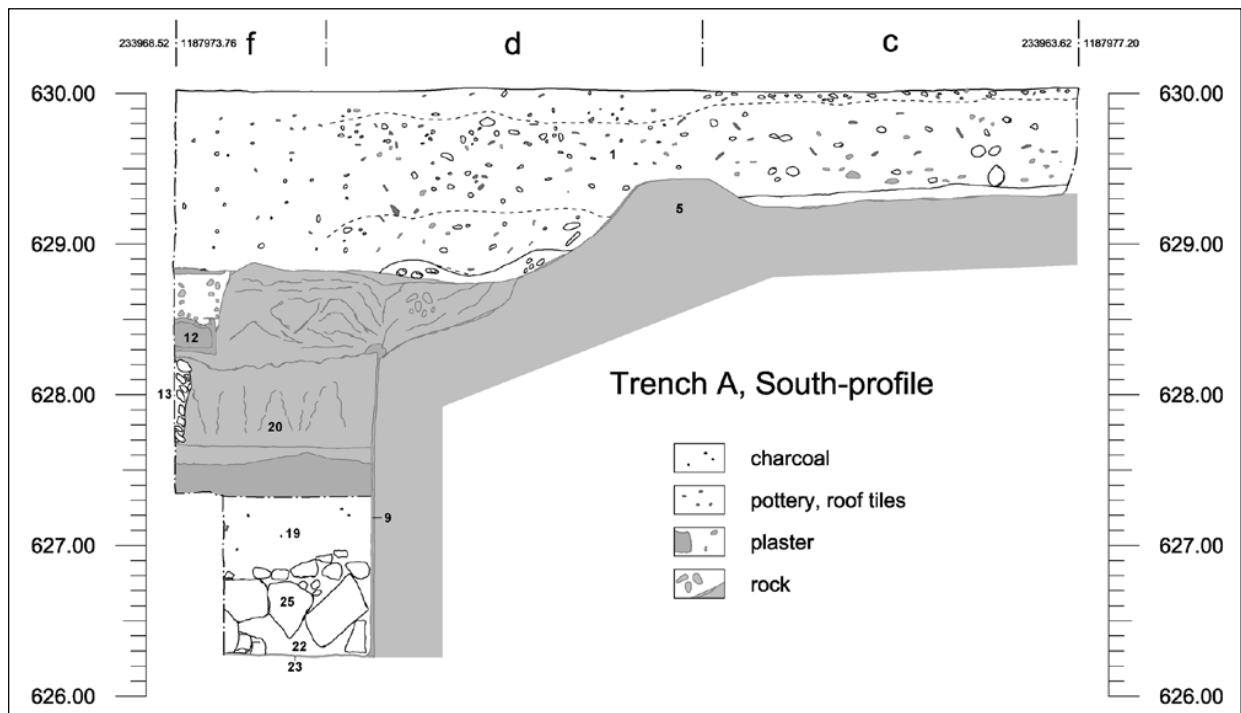 233968.52 1187973.76 f d c 233963.62 1187977.20
630.00 630.00
1
5
629.00 629.00
12
13 628.00 628.00
Trench A, South-profile
20
charcoal
pottery, roof tiles
9
19 plaster
627.00 627.00
rock
25
22
23
626.00 626.00